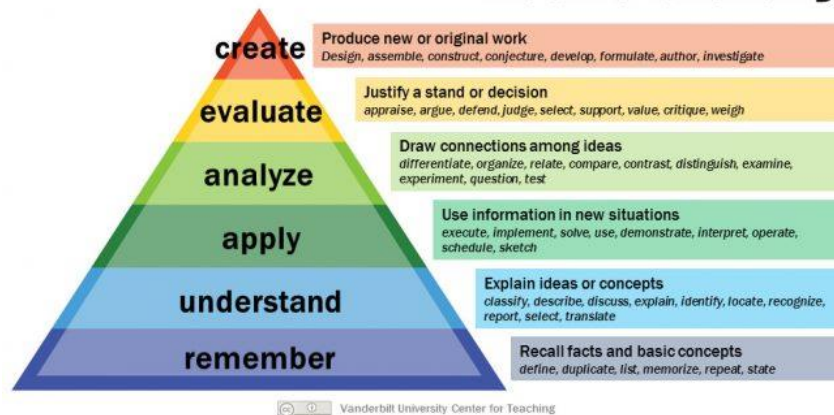 create
Produce new or original work
Design, assemble, construct, conjecture, develop, formulate, author, investigate
evaluate
Justify a stand or decision
appraise, argue, defend, judge, select, support, value, critique, weigh
analyze
Draw connections among ideas
differentiate, organize, relate, compare, contrast, distinguish, examine,
experiment, question, test
apply
Use information in new situations
execute, implement, solve, use, demonstrate, interpret, operate,
schedule, sketch
understand
Explain ideas or concepts
classify, describe, discuss, explain, identify, locate, recognize,
report, select, translate
remember
Recall facts and basic concepts
define, duplicate, list, memorize, repeat, state
cc
Vanderbilt University Center for Teaching